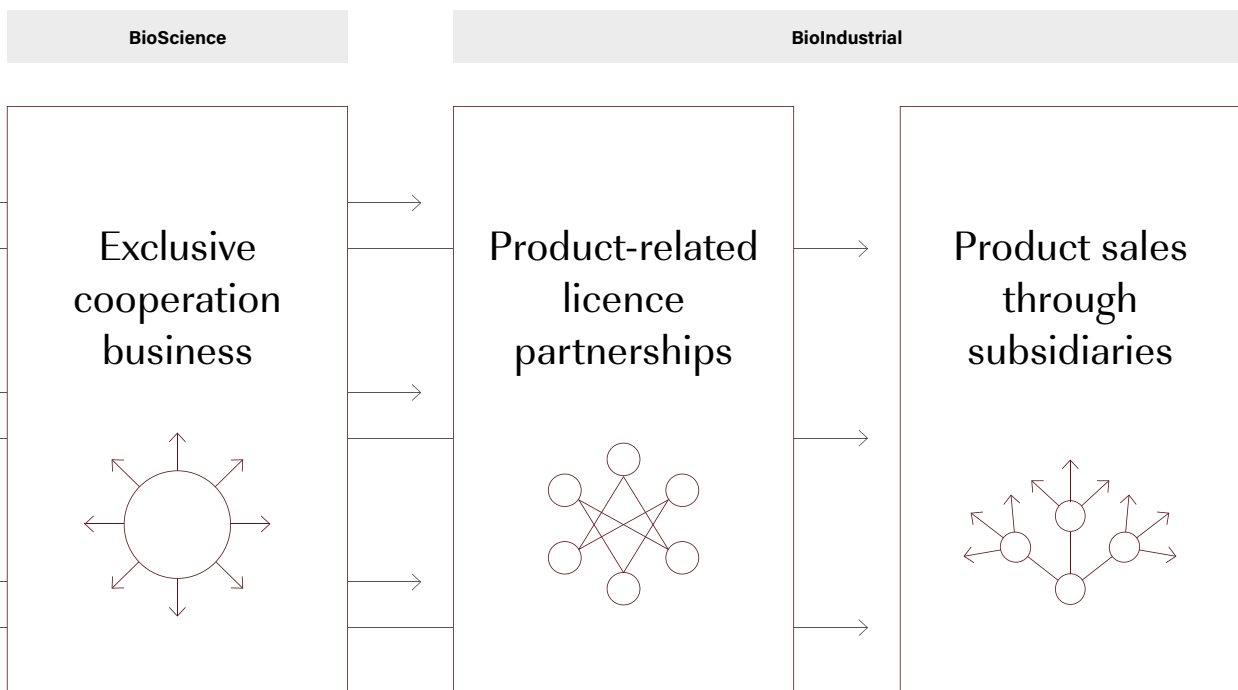 BioScience
BioIndustrial
Exclusive
cooperation
business
Product-related
licence
partnerships
Product sales
through
subsidiaries